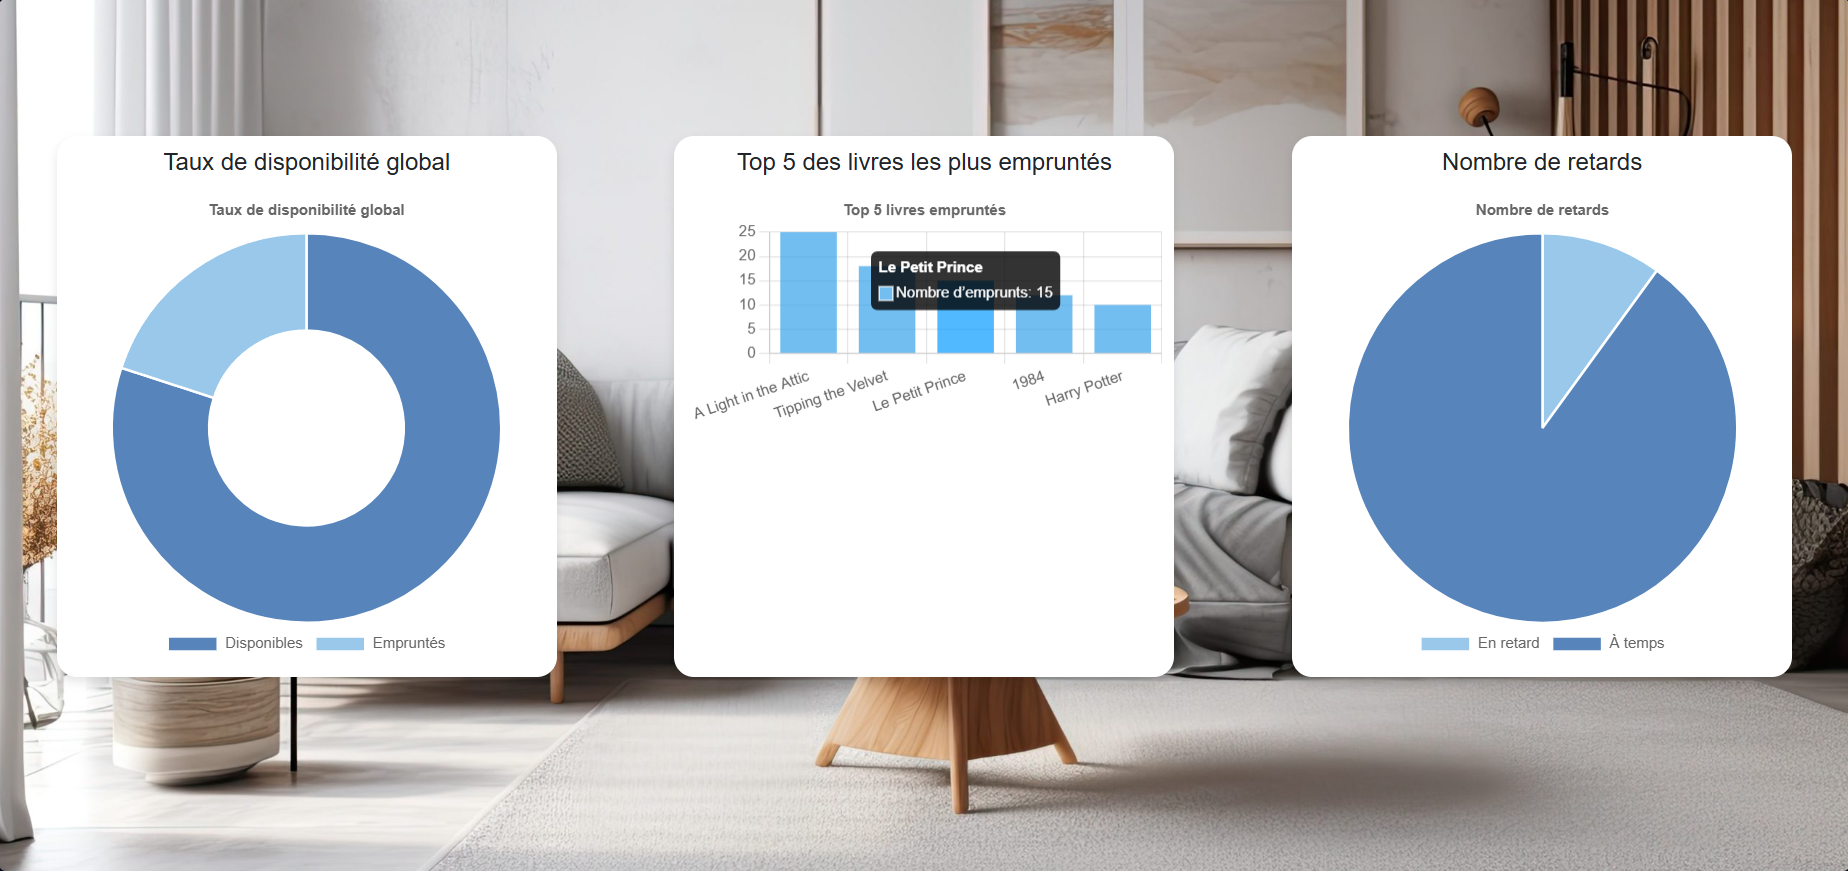 Taux de disponibilité global
Taux de disponibilité global
Disponibles Empruntés
Top 5 des livres les plus empruntés
Top 5 livres empruntés
25
20
15
10
5
0
Le Petit Prince
Nombre d'emprunts: 15
A Light in the Attic
Tipping the Velvet
Le Petit Prince
1984
Harry Potter
Nombre de retards
Nombre de retards
En retard À temps